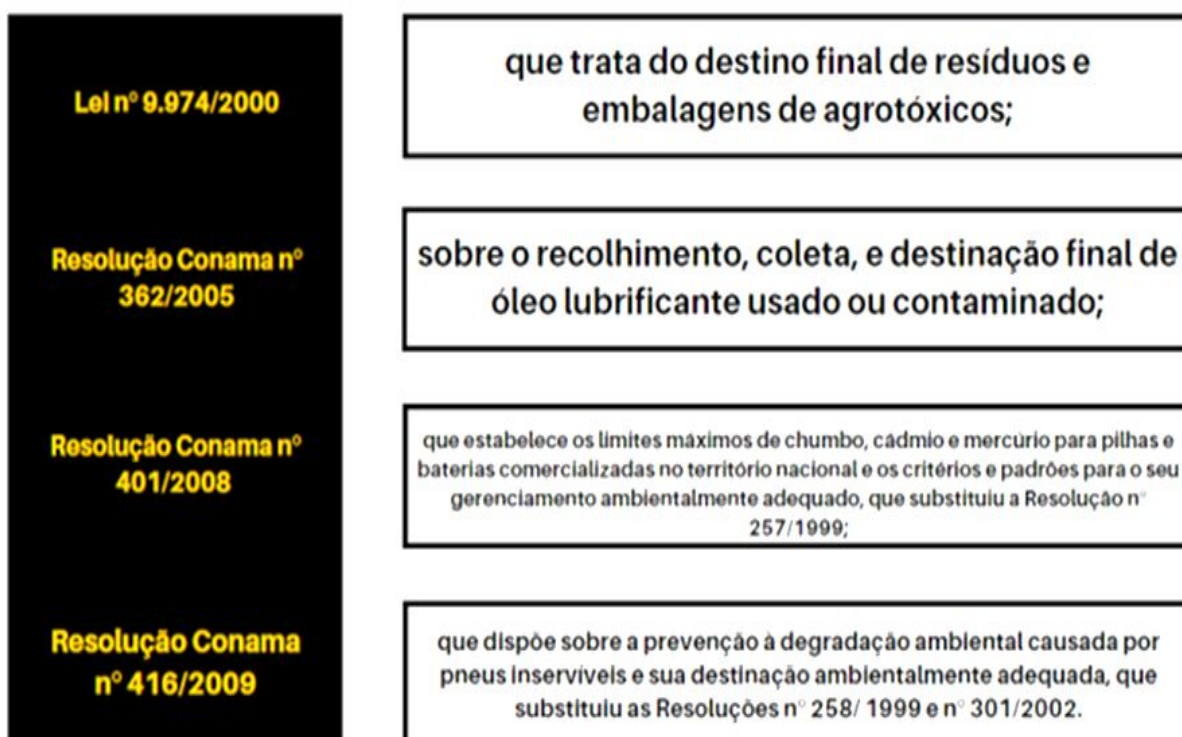 Lei nº 9.974/2000
que trata do destino final de resíduos e
embalagens de agrotóxicos;
Resolução Conama nº
362/2005
sobre o recolhimento, coleta, e destinação final de
óleo lubrificante usado ou contaminado;
Resolução Conama nº
401/2008
que estabelece os limites máximos de chumbo, cádmio e mercúrio para pilhas e
baterias comercializadas no território nacional e os critérios e padrões para o seu
gerenciamento ambientalmente adequado, que substituiu a Resolução nº
257/1999;
Resolução Conama
nº 416/2009
que dispõe sobre a prevenção à degradação ambiental causada por
pneus inservíveis e sua destinação ambientalmente adequada, que
substituiu as Resoluções nº 258/ 1999 e nº 301/2002.